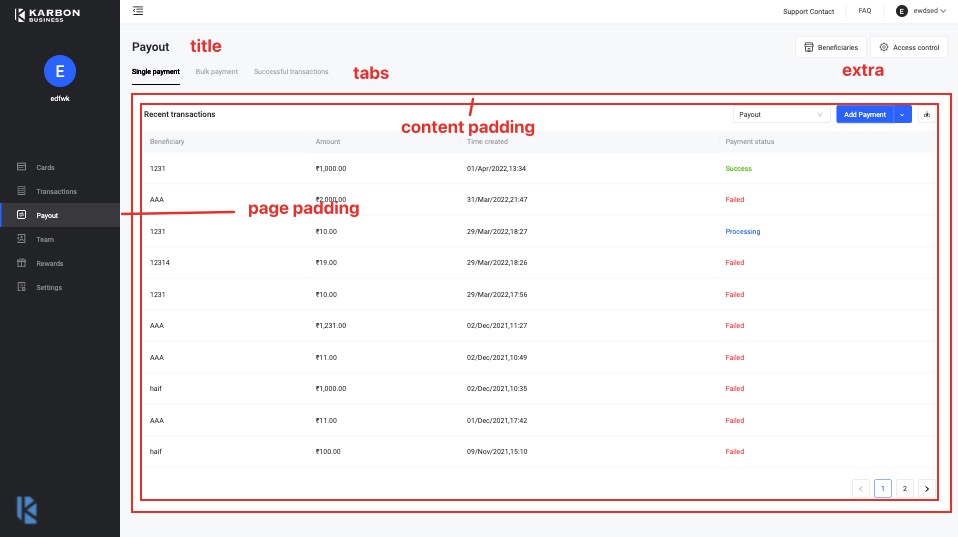 KARBON
BUSINESS
Support Contact
FAQ
E
ewdsed
Payout
title
Beneficiaries
Access control
E
edfwk
Single payment
Bulk payment
Successful transactions
tabs
extra
Recent transactions
content padding
Payout
Add Payment
Beneficiary
Amount
Time created
Payment status
Cards
Transactions
Payout
Team
Rewards
Settings
page padding
1231 ₹1,000.00 01/Apr/2022,13:34 Success
AAA ₹2,000.00 31/Mar/2022,21:47 Failed
1231 ₹10.00 29/Mar/2022,18:27 Processing
12314 ₹19.00 29/Mar/2022,18:26 Failed
1231 ₹10.00 29/Mar/2022,17:56 Failed
AAA ₹1,231.00 02/Dec/2021,11:27 Failed
AAA ₹11.00 02/Dec/2021,10:49 Failed
haif ₹1,000.00 02/Dec/2021,10:35 Failed
AAA ₹11.00 01/Dec/2021,17:42 Failed
haif ₹100.00 09/Nov/2021,15:10 Failed
< 1 2 >